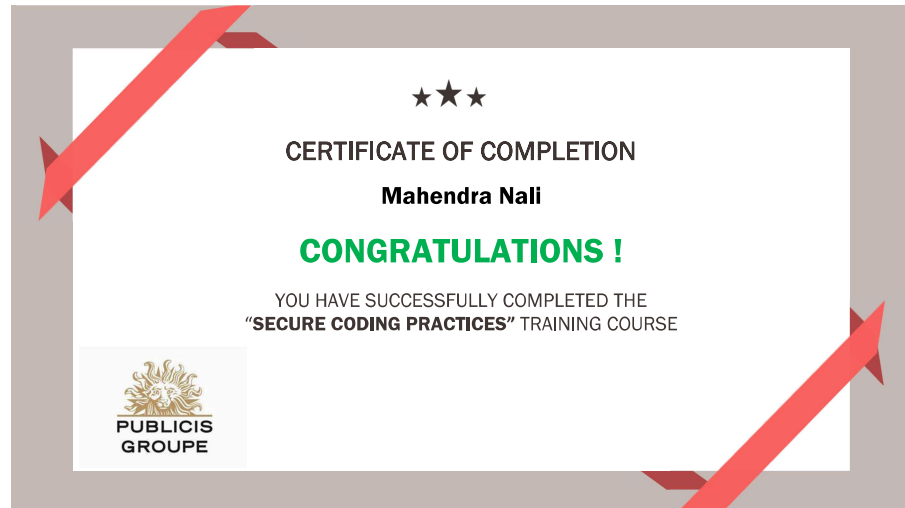 CERTIFICATE OF COMPLETION
Mahendra Nali
CONGRATULATIONS !
YOU HAVE SUCCESSFULLY COMPLETED THE
“SECURE CODING PRACTICES” TRAINING COURSE
PUBLICIS
GROUPE